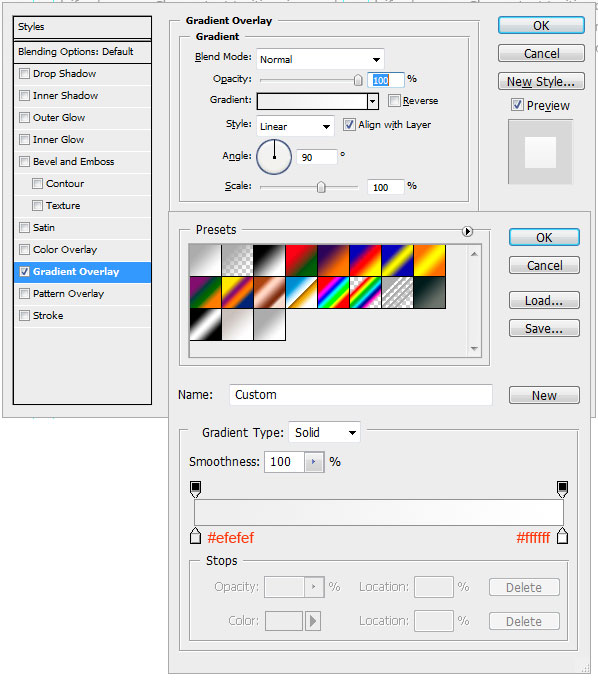 Styles
Blending Options: Default
Drop Shadow
Inner Shadow
Outer Glow
Inner Glow
Bevel and Emboss
Contour
Texture
Satin
Color Overlay
Gradient Overlay
Pattern Overlay
Stroke
Gradient Overlay
Gradient
Blend Mode: Normal
Opacity: 100 %
Gradient: Reverse
Style: Linear Align with Layer
Angle: 90 °
Scale: 100 %
OK
Cancel
New Style...
Preview
Presets
OK
Cancel
Load...
Save...
Name: Custom New
Gradient Type: Solid
Smoothness: 100 %
#efefef #ffffff
Stops
Opacity: % Location: % Delete
Color: Location: % Delete